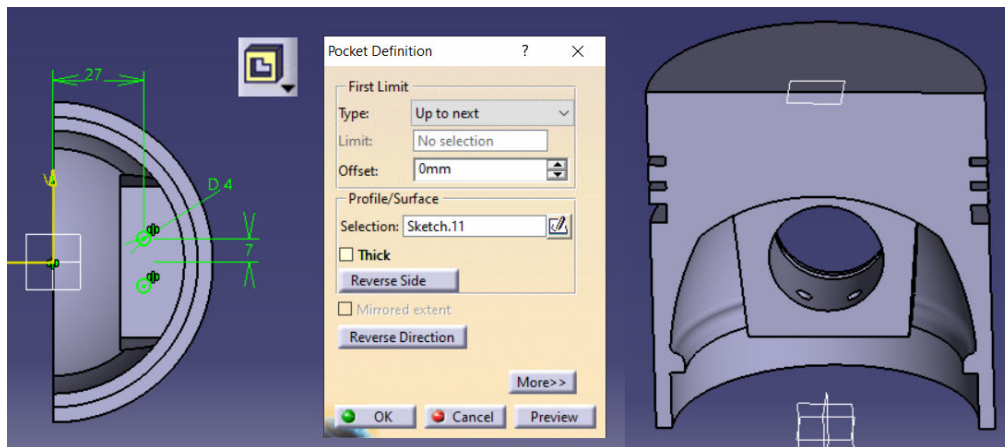 27
V
D 4
7
Pocket Definition ? ×
First Limit
Type: Up to next
Limit: No selection
Offset: 0mm
Profile/Surface
Selection: Sketch.11
Thick
Reverse Side
Mirrored extent
Reverse Direction
More>>
OK Cancel Preview